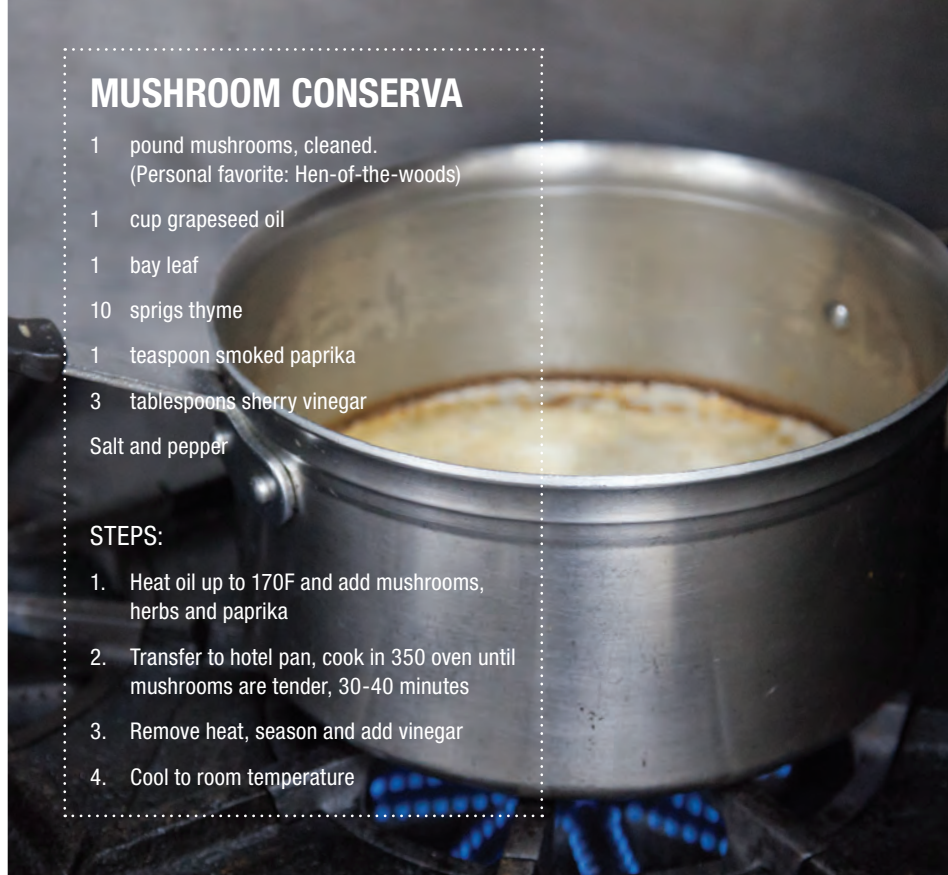 MUSHROOM CONSERVA
1 pound mushrooms, cleaned.
(Personal favorite: Hen-of-the-woods)
1 cup grapeseed oil
1 bay leaf
10 sprigs thyme
1 teaspoon smoked paprika
3 tablespoons sherry vinegar
Salt and pepper
STEPS:
1. Heat oil up to 170F and add mushrooms,
herbs and paprika
2. Transfer to hotel pan, cook in 350 oven until
mushrooms are tender, 30-40 minutes
3. Remove heat, season and add vinegar
4. Cool to room temperature